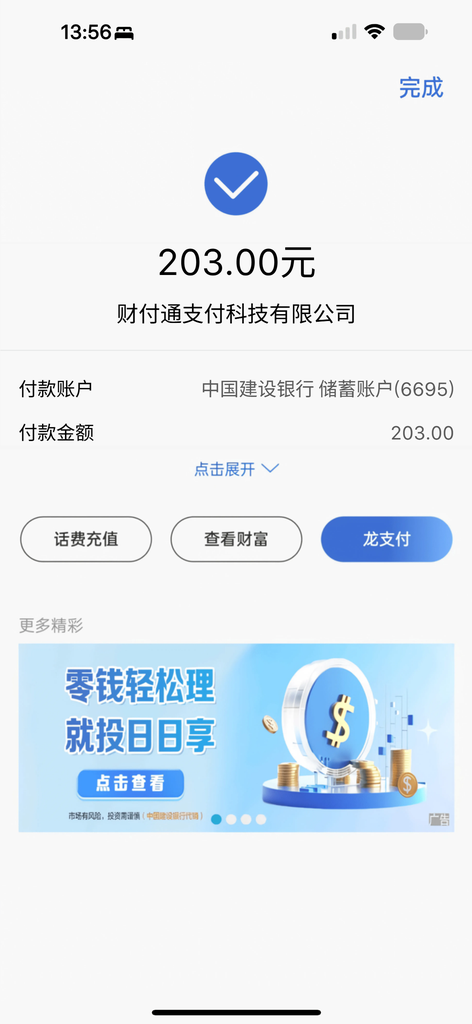 13:56
完成
203.00元
财付通支付科技有限公司
付款账户 中国建设银行 储蓄账户(6695)
付款金额 203.00
点击展开
话费充值 查看财富 龙支付
更多精彩
零钱轻松理
就投日日享
点击查看
市场有风险，投资需谨慎（中国建设银行代销）
广告